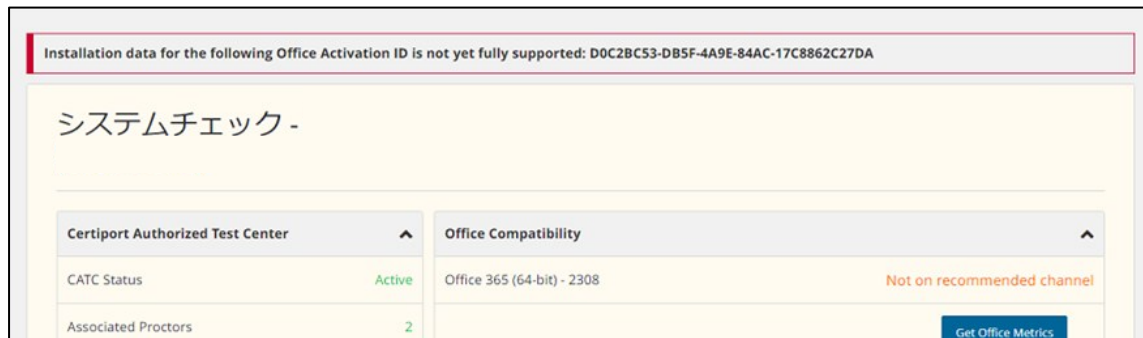 Installation data for the following Office Activation ID is not yet fully supported: D0C2BC53-DB5F-4A9E-84AC-17C8862C27DA
システムチェック -
Certiport Authorized Test Center
Office Compatibility
CATC Status Active
Office 365 (64-bit) - 2308 Not on recommended channel
Associated Proctors 2
Get Office Metrics